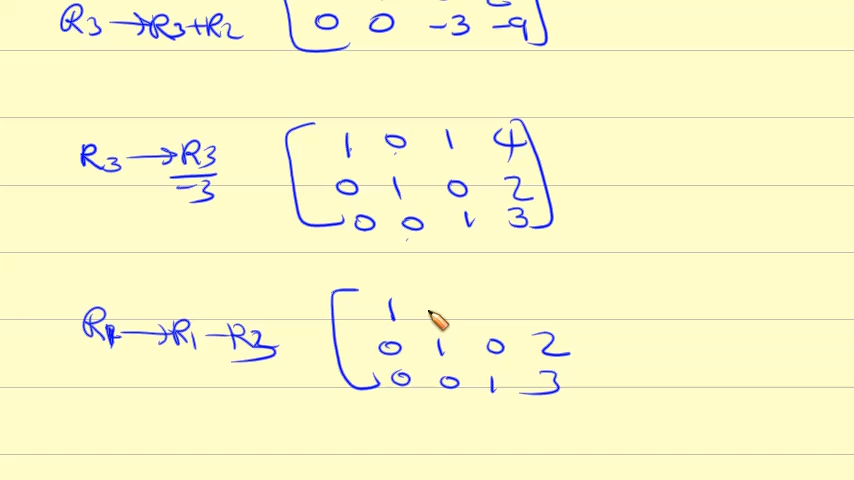 R3 → R3+R2 [ 0 0 -3 -9 ]
R3 → R3/-3 [ 1 0 1 4 ]
0 1 0 2
0 0 1 3
R1 → R1 - R3 [ 1
0 1 0 2
0 0 1 3